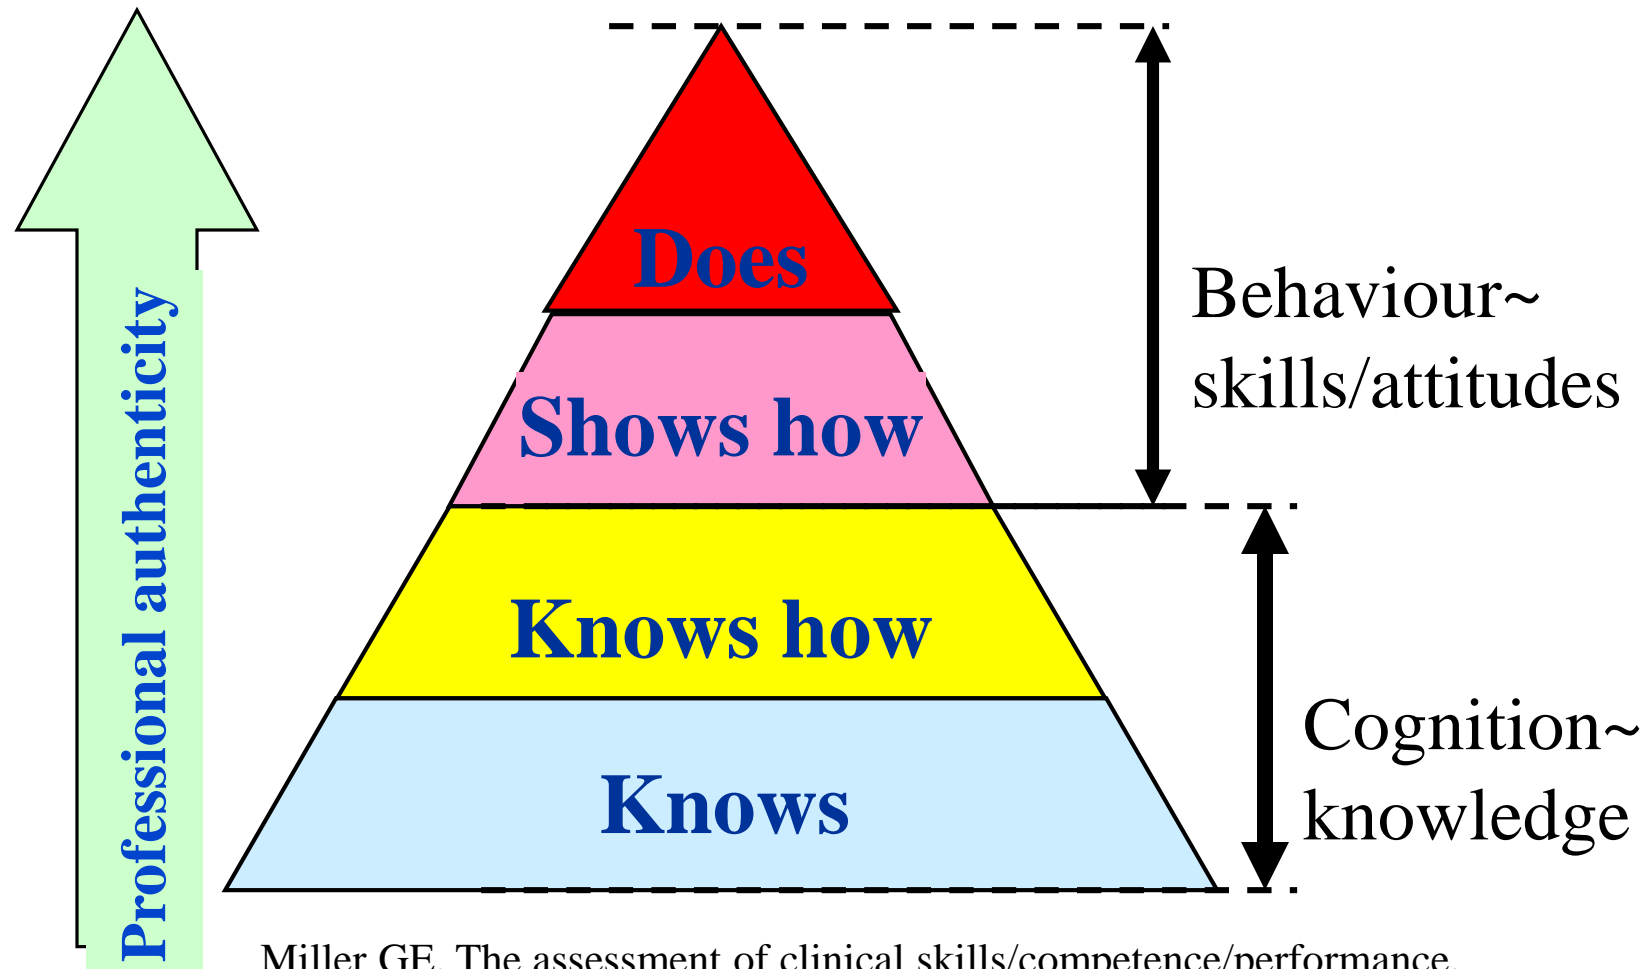 Does
Behaviour~
skills/attitudes
Shows how
Professional authenticity
Knows how
Cognition~
knowledge
Knows
Miller GE. The assessment of clinical skills/competence/performance.